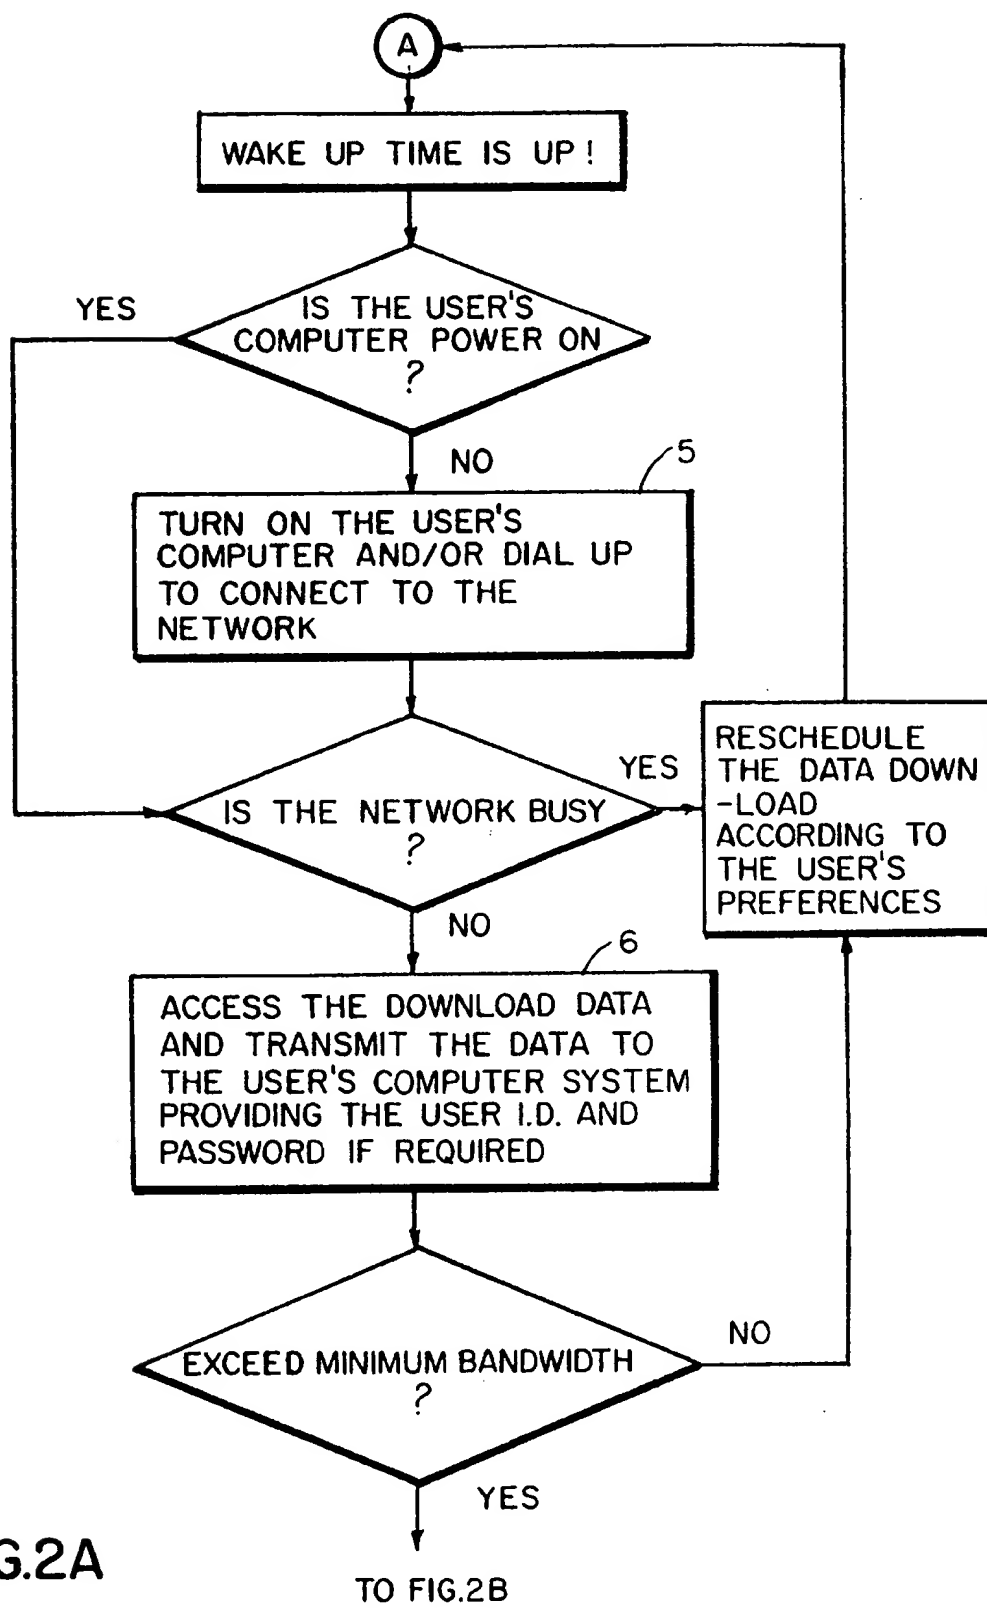 A
WAKE UP TIME IS UP!
YES
IS THE USER'S
COMPUTER POWER ON
?
NO
5
TURN ON THE USER'S
COMPUTER AND/OR DIAL UP
TO CONNECT TO THE
NETWORK
IS THE NETWORK BUSY
?
YES
RESCHEDULE
THE DATA DOWN
-LOAD
ACCORDING TO
THE USER'S
PREFERENCES
NO
6
ACCESS THE DOWNLOAD DATA
AND TRANSMIT THE DATA TO
THE USER'S COMPUTER SYSTEM
PROVIDING THE USER I.D. AND
PASSWORD IF REQUIRED
EXCEED MINIMUM BANDWIDTH
?
NO
YES
G.2A
TO FIG.2B